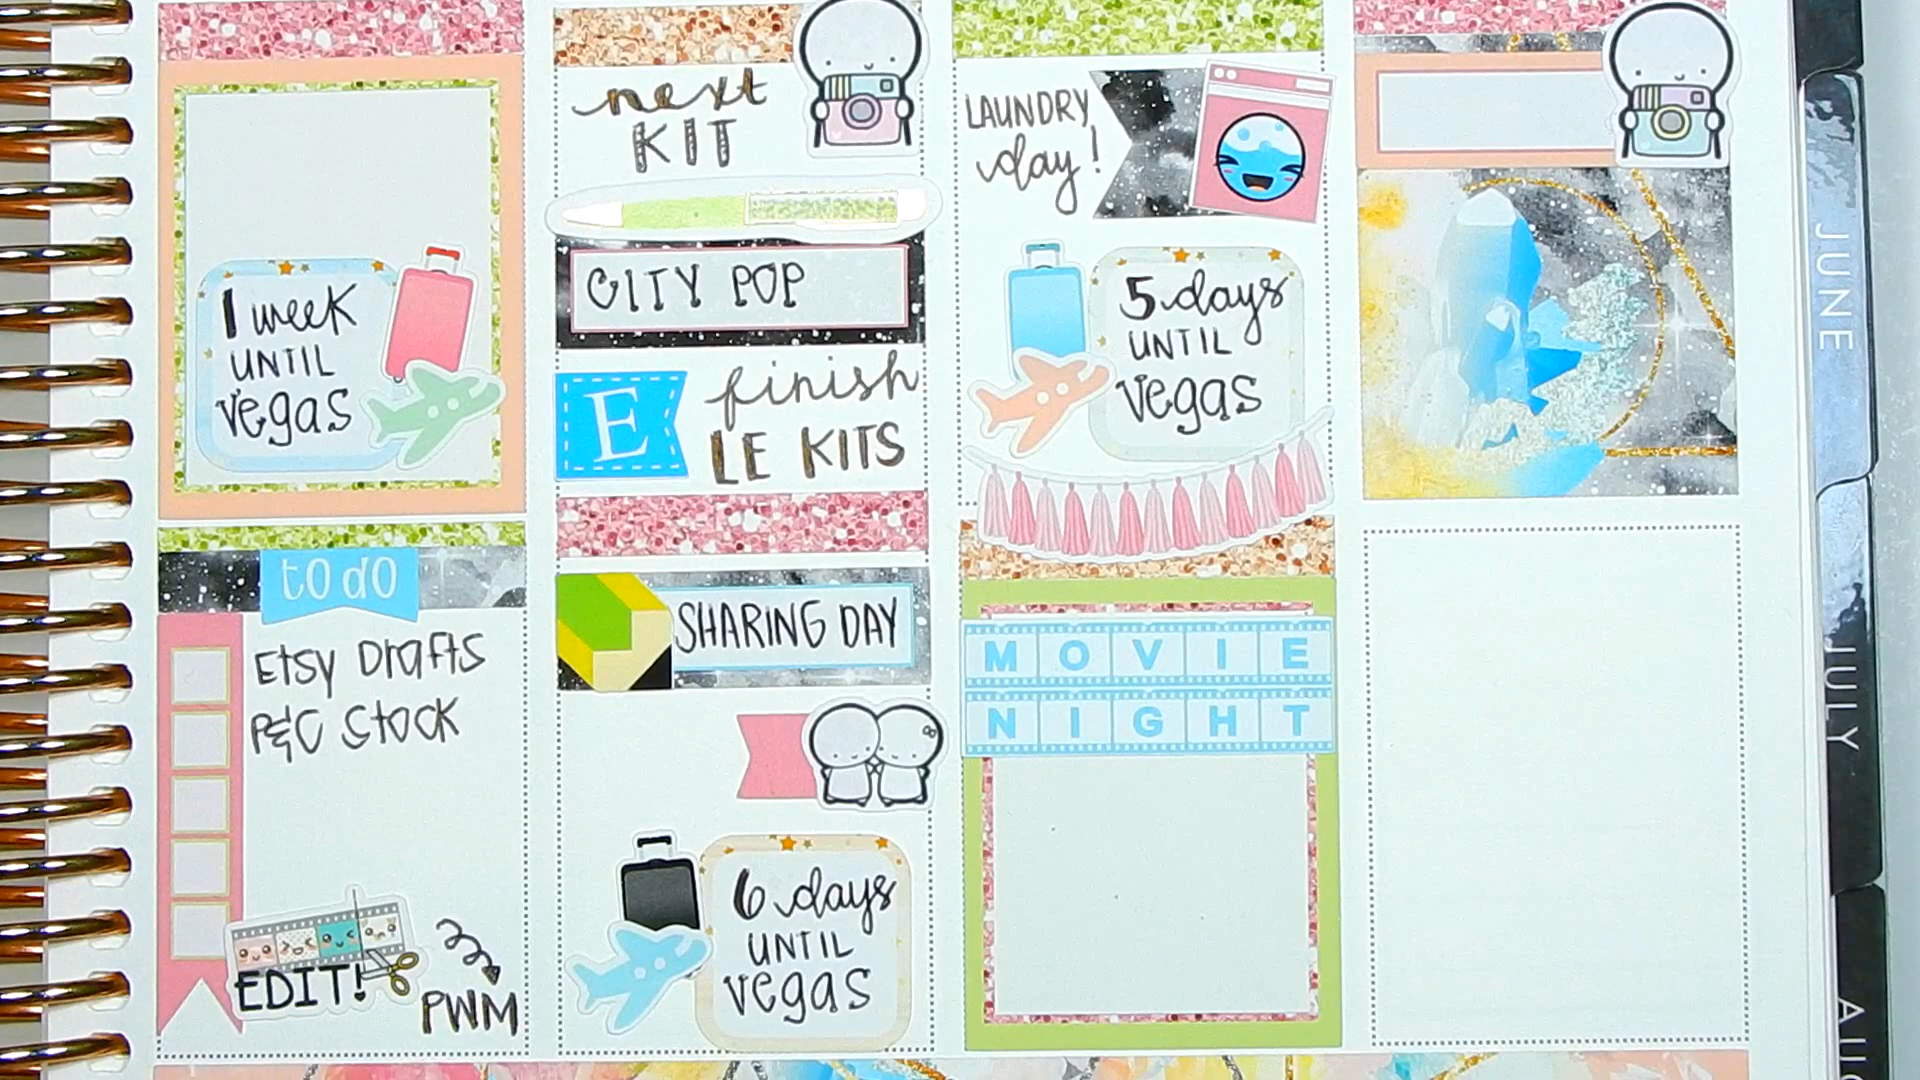 1 week
UNTIL
vegas
to do
Etsy Drafts
P&C Stock
EDIT!
PWM
next
KIT
CITY POP
E
finish
LE KITS
SHARING DAY
6 days
UNTIL
vegas
LAUNDRY
day!
5 days
UNTIL
vegas
MOVIE
NIGHT
JUNE
JULY
AUG